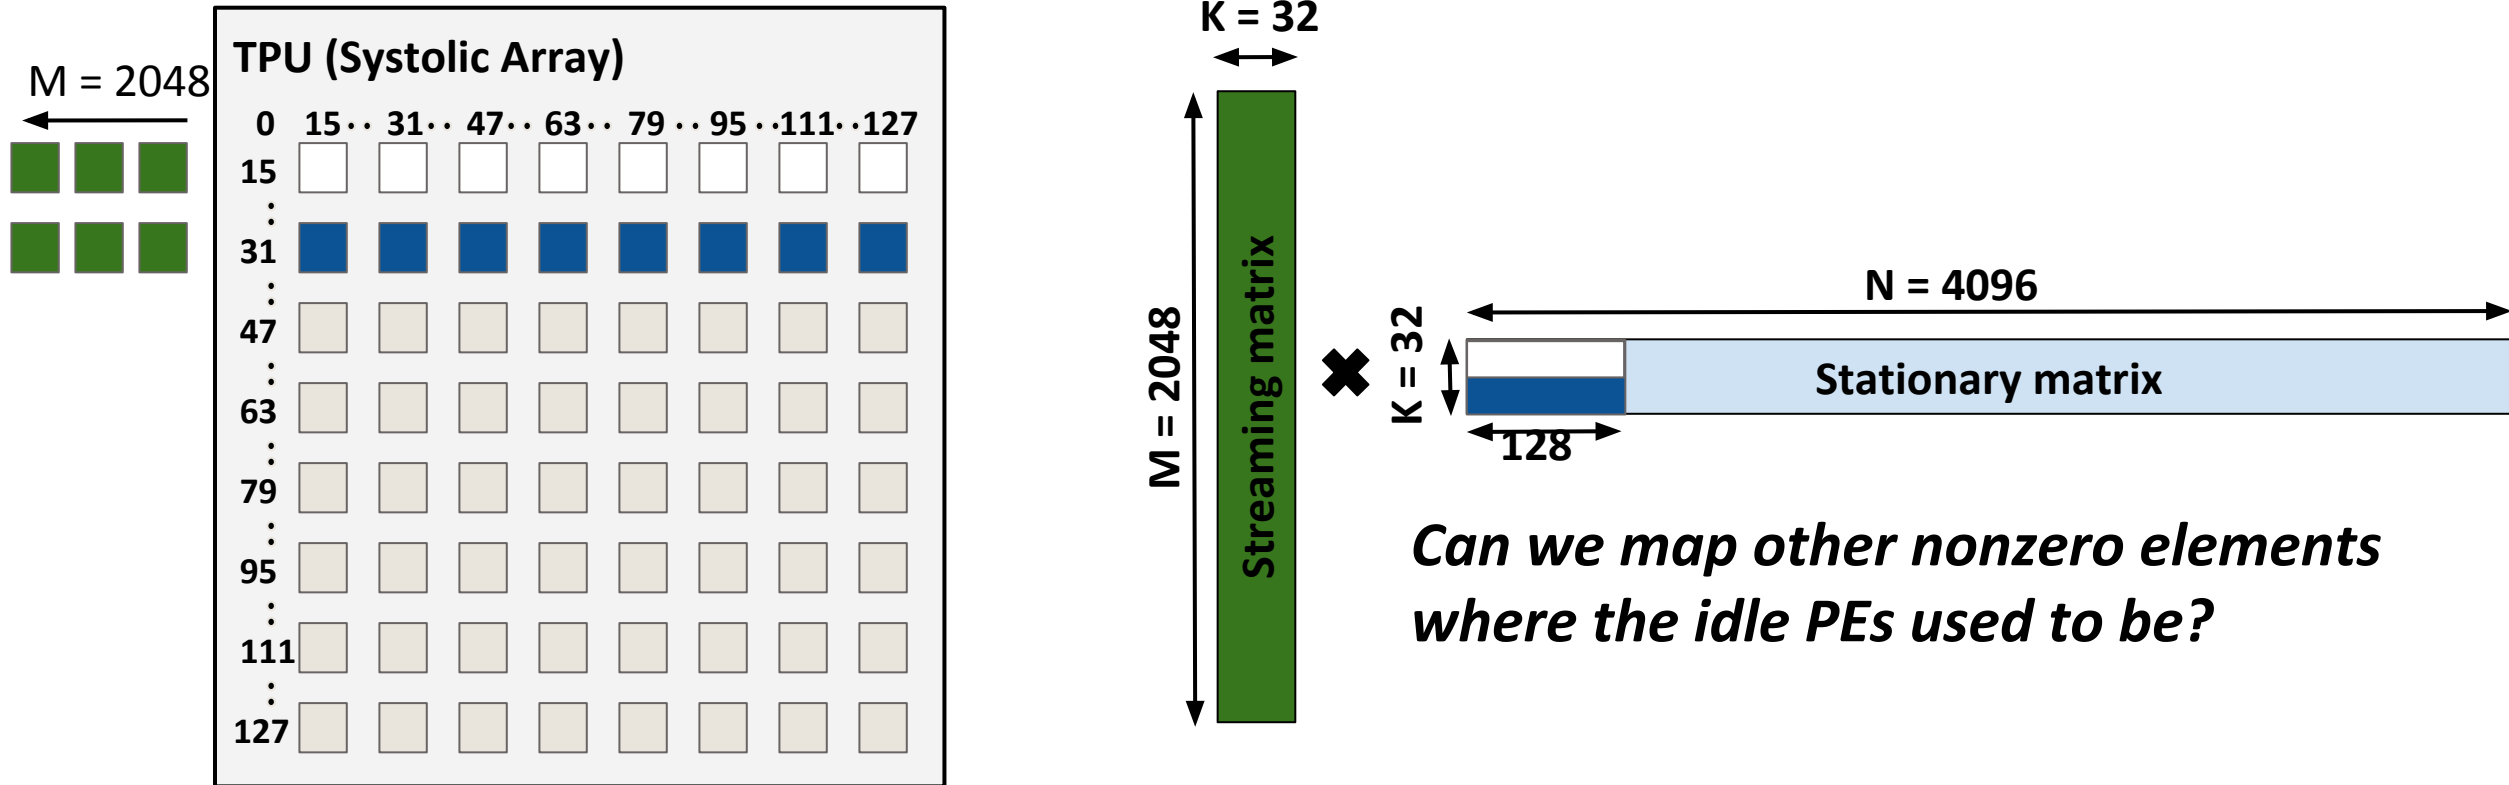 TPU (Systolic Array)
M = 2048
0 15 ·· 31 ·· 47 ·· 63 ·· 79 ·· 95 ·· 111 ·· 127
15
:
31
:
47
:
63
:
79
:
95
:
111
:
127
K = 32
M = 2048
Streaming matrix
N = 4096
K = 32
Stationary matrix
128
Can we map other nonzero elements
where the idle PEs used to be?